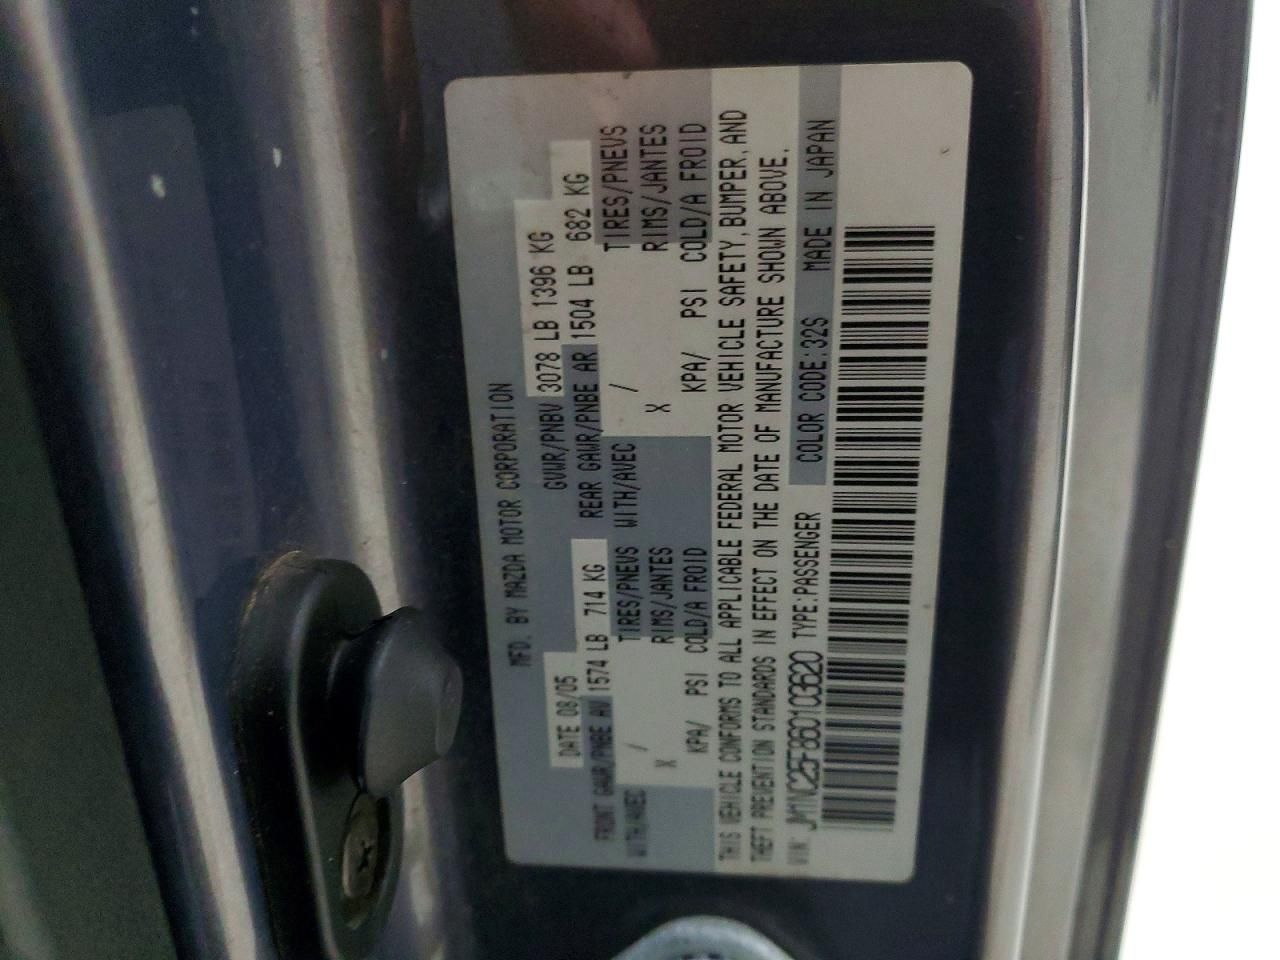 MFD. BY MAZDA MOTOR CORPORATION
DATE 08/05 GVWR/PNBV 3078 LB 1396 KG
FRONT GAWR/PNBE AV 1574 LB 714 KG REAR GAWR/PNBE AR 1504 LB 682 KG
WITH/AVEC / TIRES/PNEUS WITH/AVEC / TIRES/PNEUS
X RIMS/JANTES X RIMS/JANTES
KPA/ PSI COLD/A FROID KPA/ PSI COLD/A FROID
THIS VEHICLE CONFORMS TO ALL APPLICABLE FEDERAL MOTOR VEHICLE SAFETY, BUMPER, AND
THEFT PREVENTION STANDARDS IN EFFECT ON THE DATE OF MANUFACTURE SHOWN ABOVE.
VIN: JM1NC25F860103620 TYPE:PASSENGER COLOR CODE:32S MADE IN JAPAN